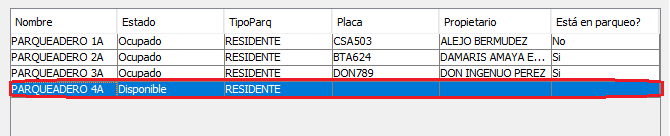 Nombre Estado TipoParq Placa Propietario Está en parqueo?
PARQUEADERO 1A Ocupado RESIDENTE CSA503 ALEJO BERMUDEZ No
PARQUEADERO 2A Ocupado RESIDENTE BTA624 DAMARIS AMAYA E... Si
PARQUEADERO 3A Ocupado RESIDENTE DON789 DON INGENUO PEREZ Si
PARQUEADERO 4A Disponible RESIDENTE